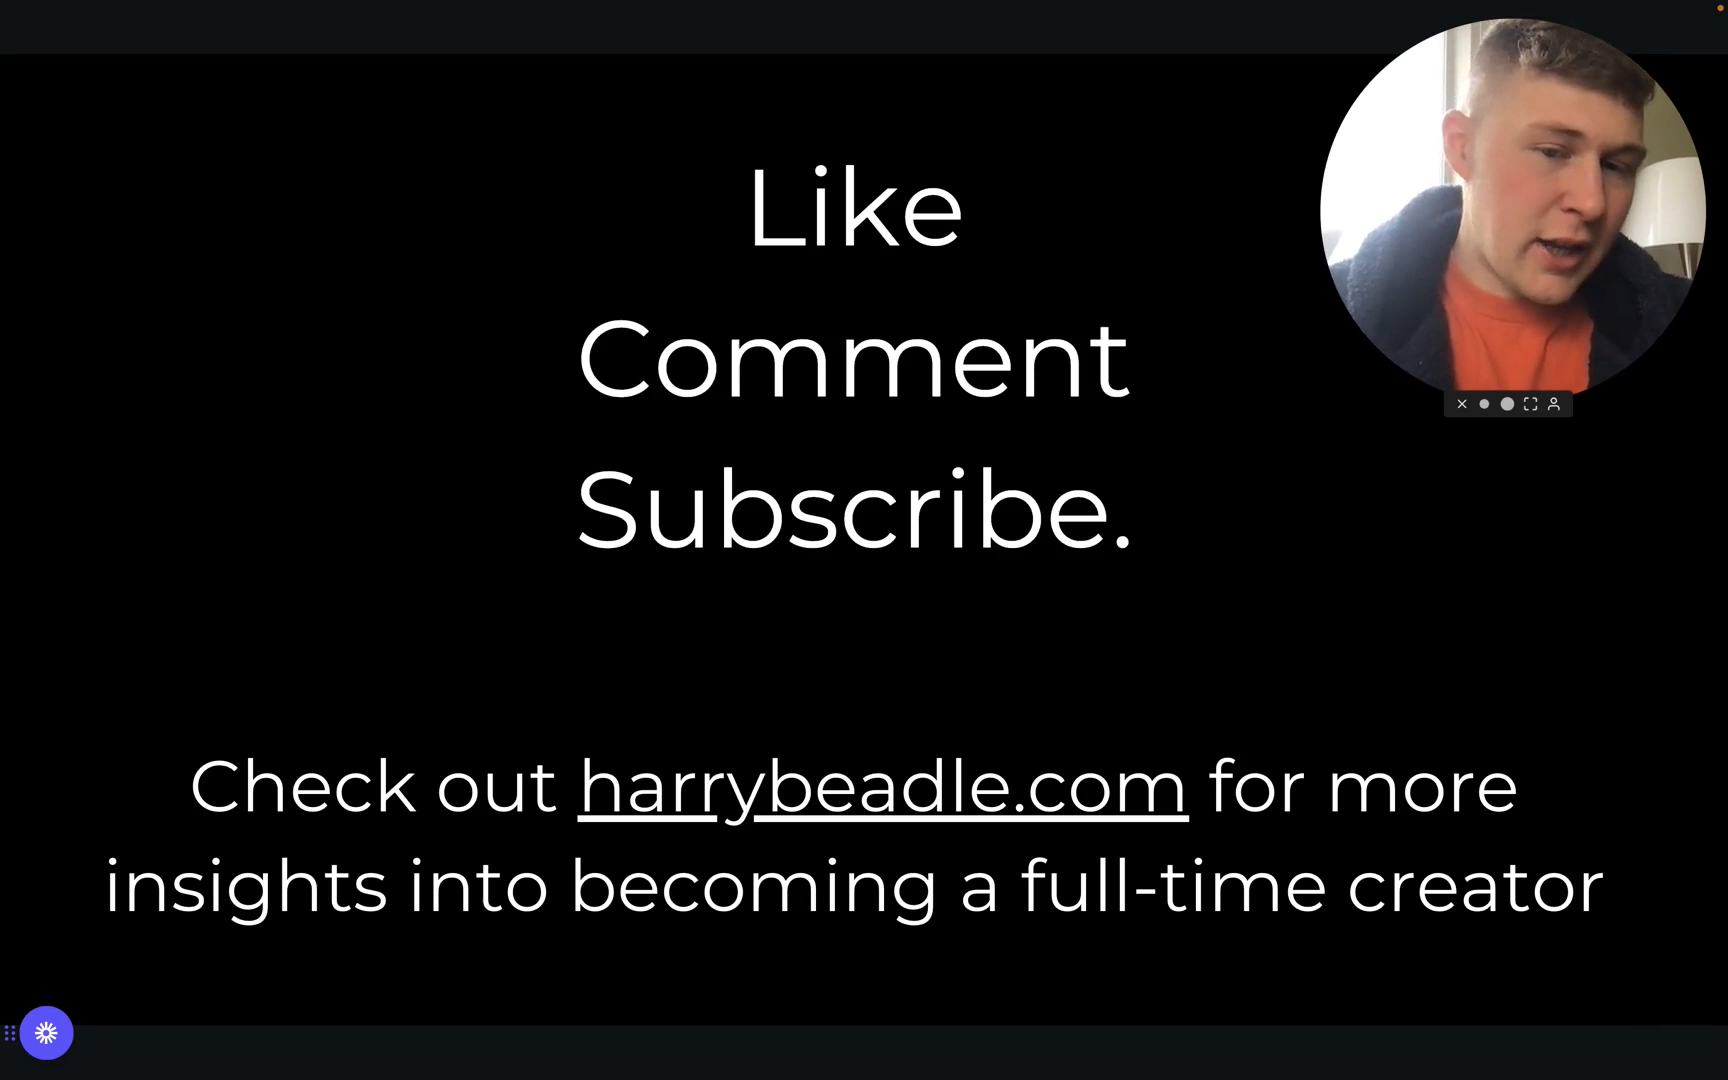 Like
Comment
Subscribe.
Check out harrybeadle.com for more
insights into becoming a full-time creator